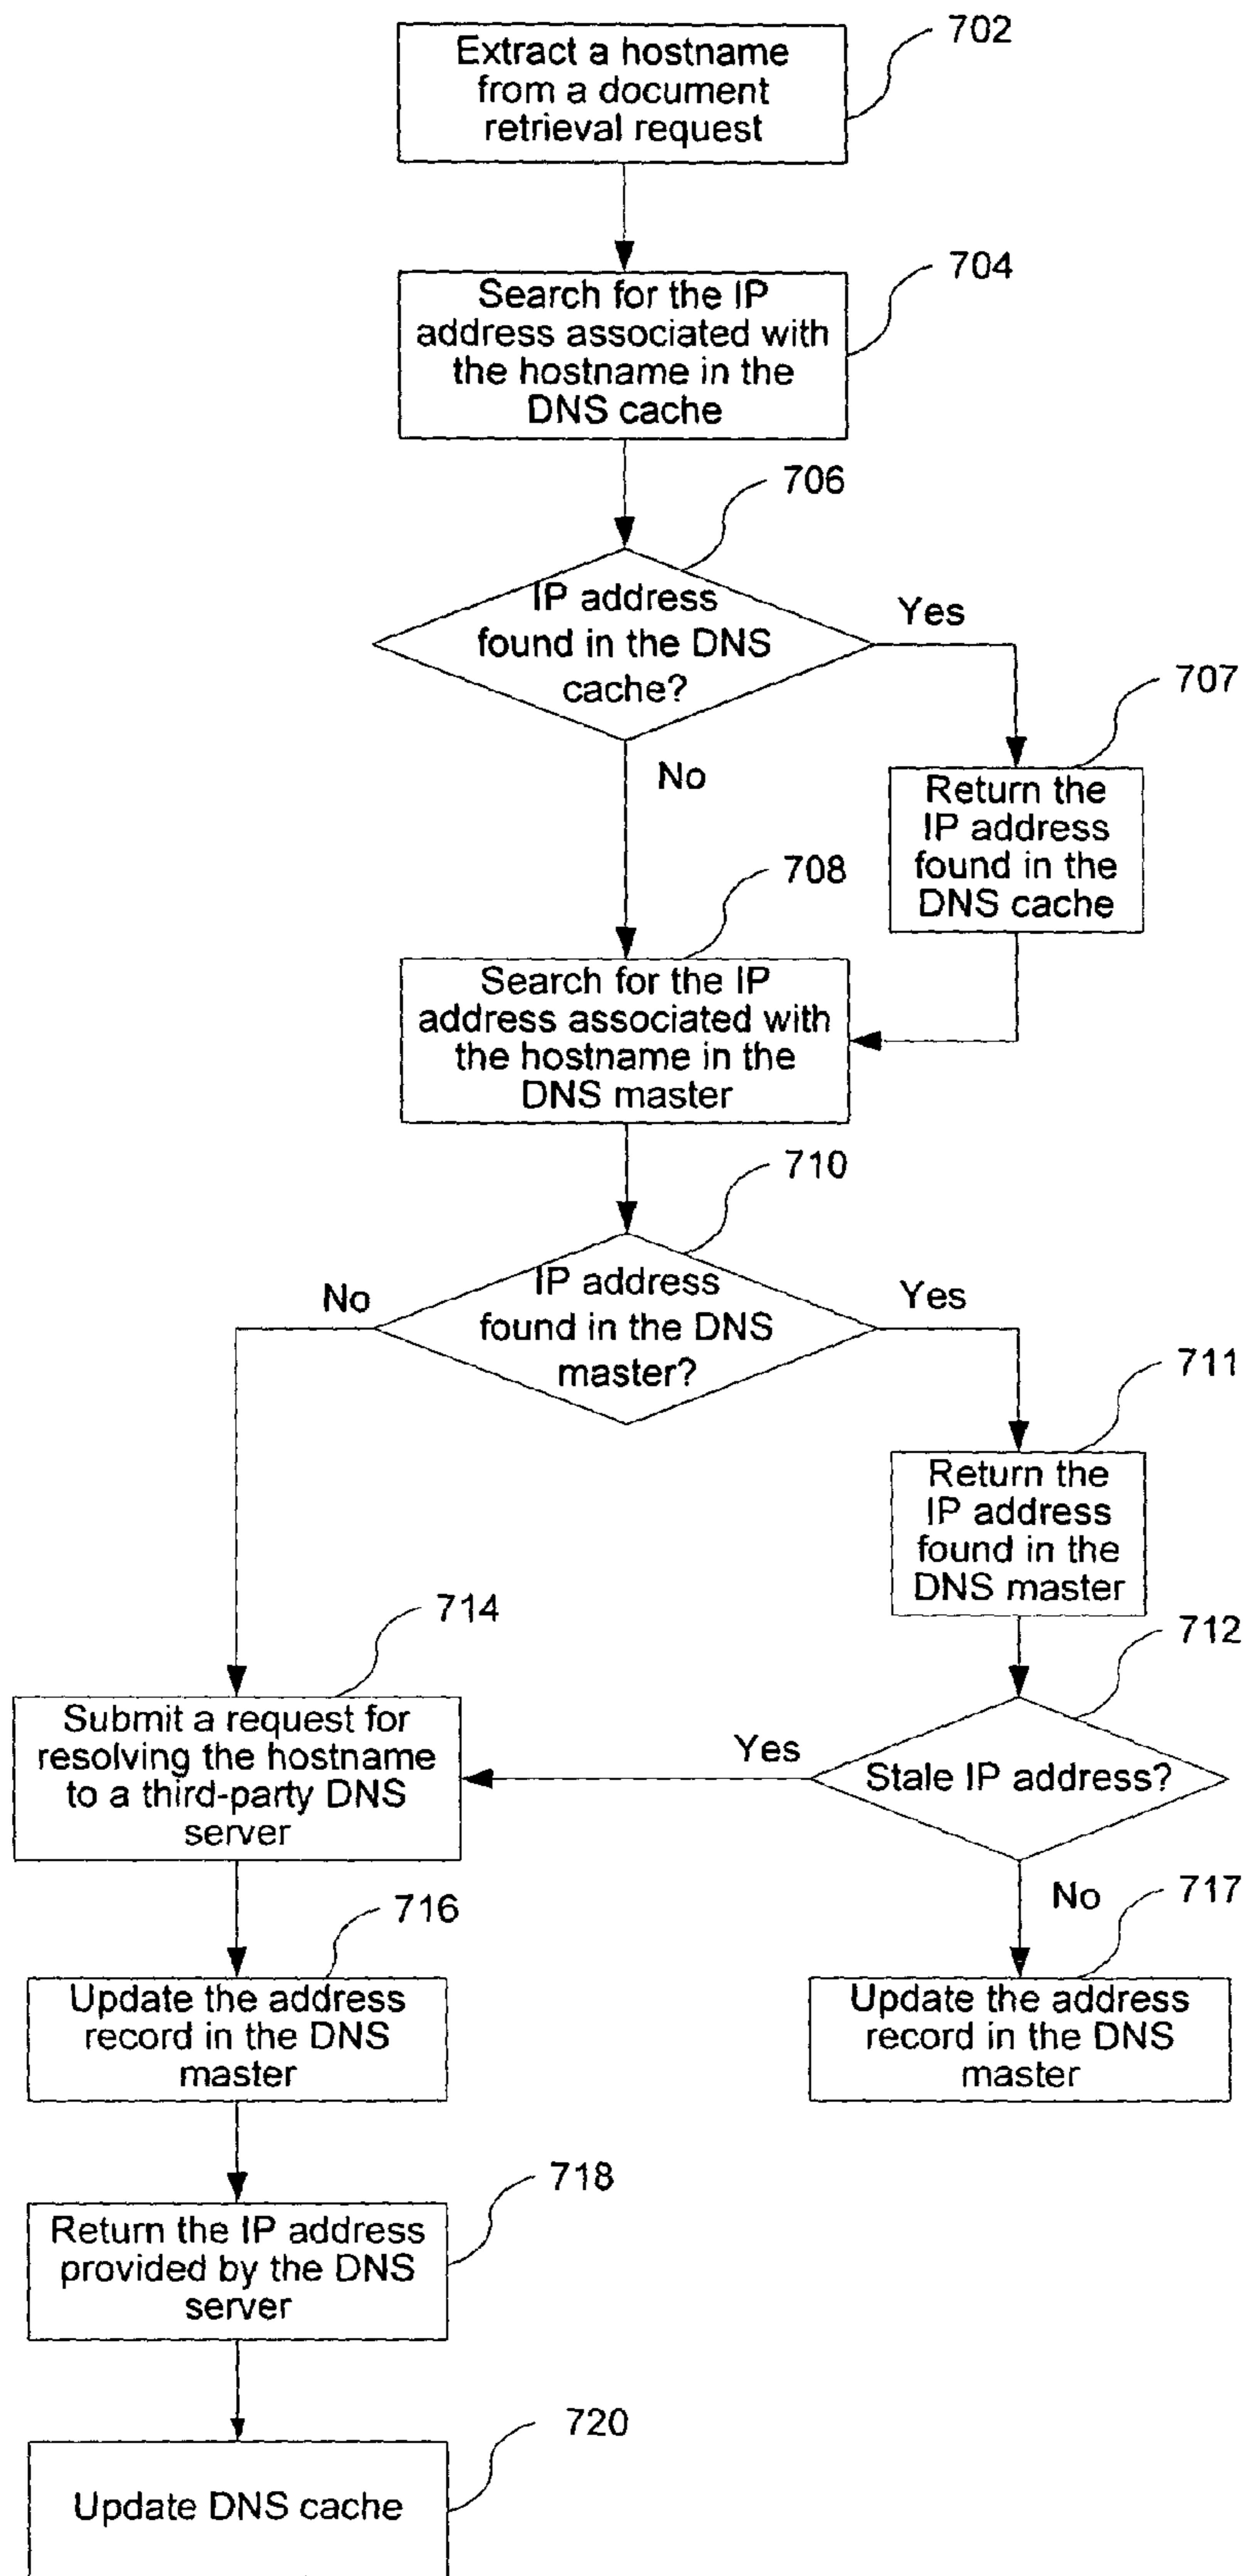 702
Extract a hostname
from a document
retrieval request
704
Search for the IP
address associated with
the hostname in the
DNS cache
706
IP address
found in the DNS
cache?
Yes
No
707
Return the
IP address
found in the
DNS cache
708
Search for the IP
address associated with
the hostname in the
DNS master
710
IP address
found in the DNS
master?
No
Yes
711
Return the
IP address
found in the
DNS master
712
Stale IP address?
Yes
No
714
Submit a request for
resolving the hostname
to a third-party DNS
server
716
Update the address
record in the DNS
master
717
Update the address
record in the DNS
master
718
Return the IP address
provided by the DNS
server
720
Update DNS cache